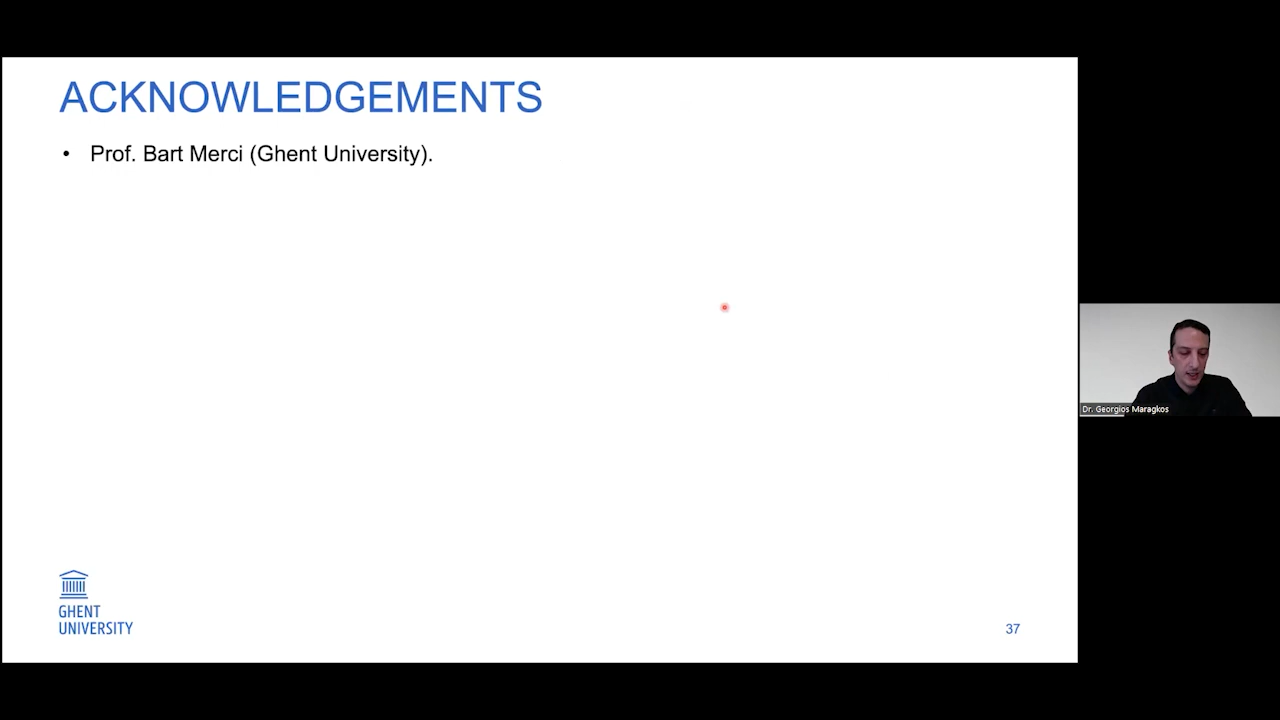 ACKNOWLEDGEMENTS
• Prof. Bart Merci (Ghent University).
Dr. Georgios Maragkos
GHENT
UNIVERSITY
37